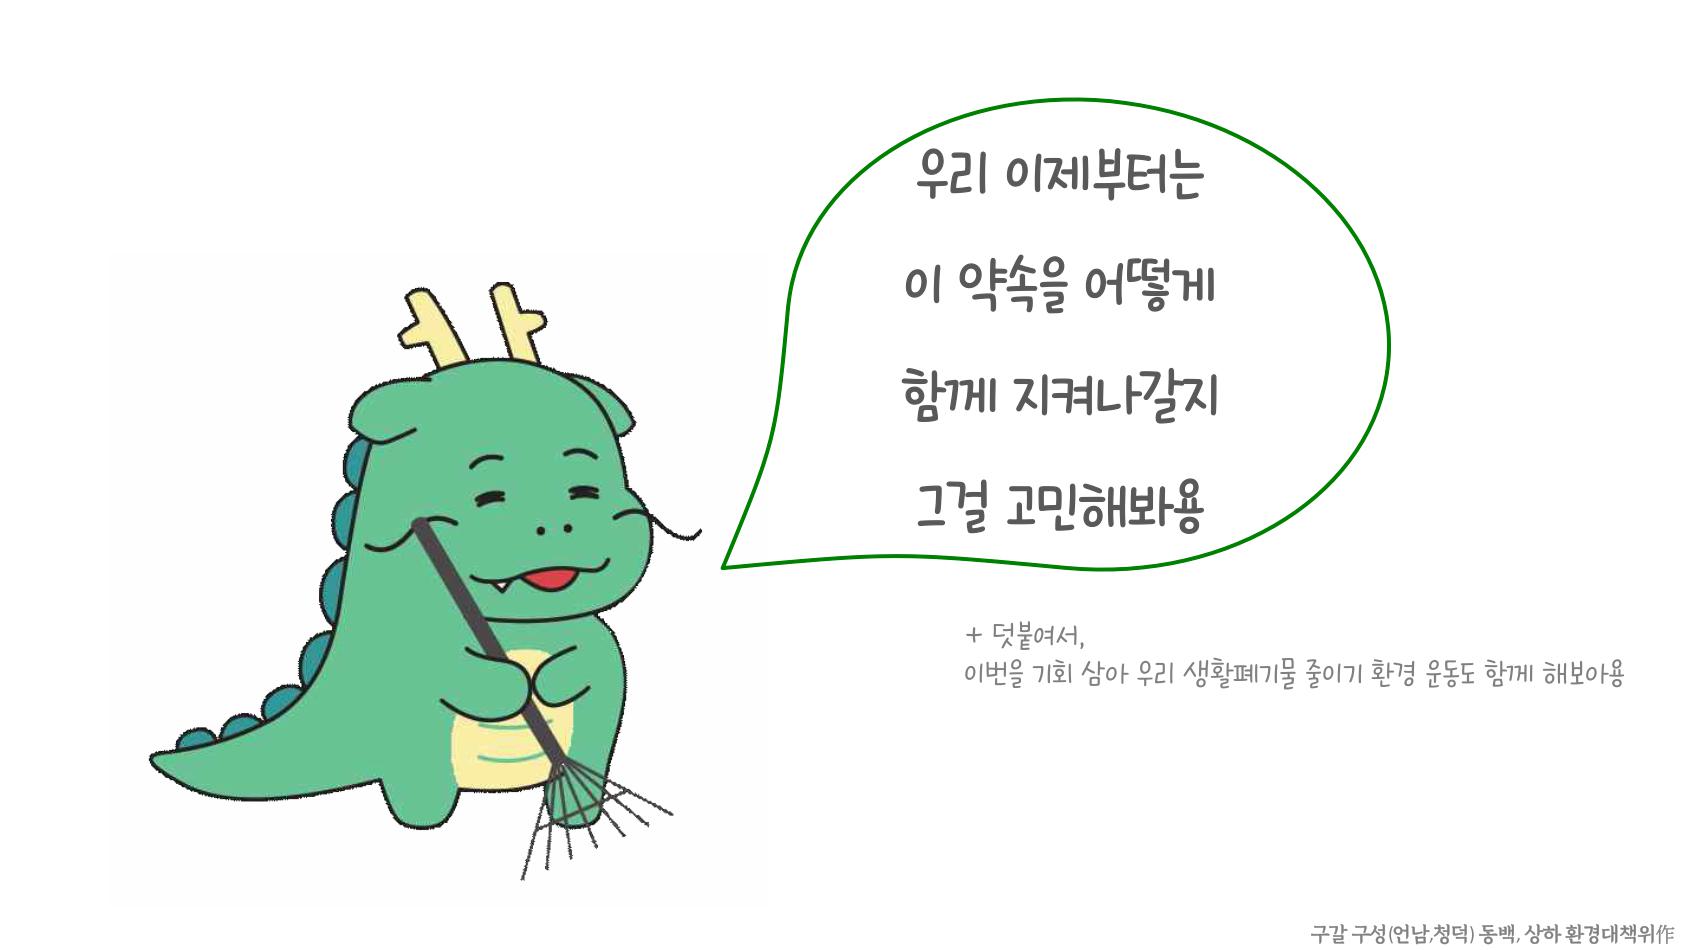 우리 이제부터는
이 약속을 어떻게
함께 지켜나갈지
그걸 고민해봐용
+ 덧붙여서,
이번을 기회 삼아 우리 생활폐기물 줄이기 환경 운동도 함께 해보아용
구갈 구성(언남,청덕) 동백, 상하 환경대책위作